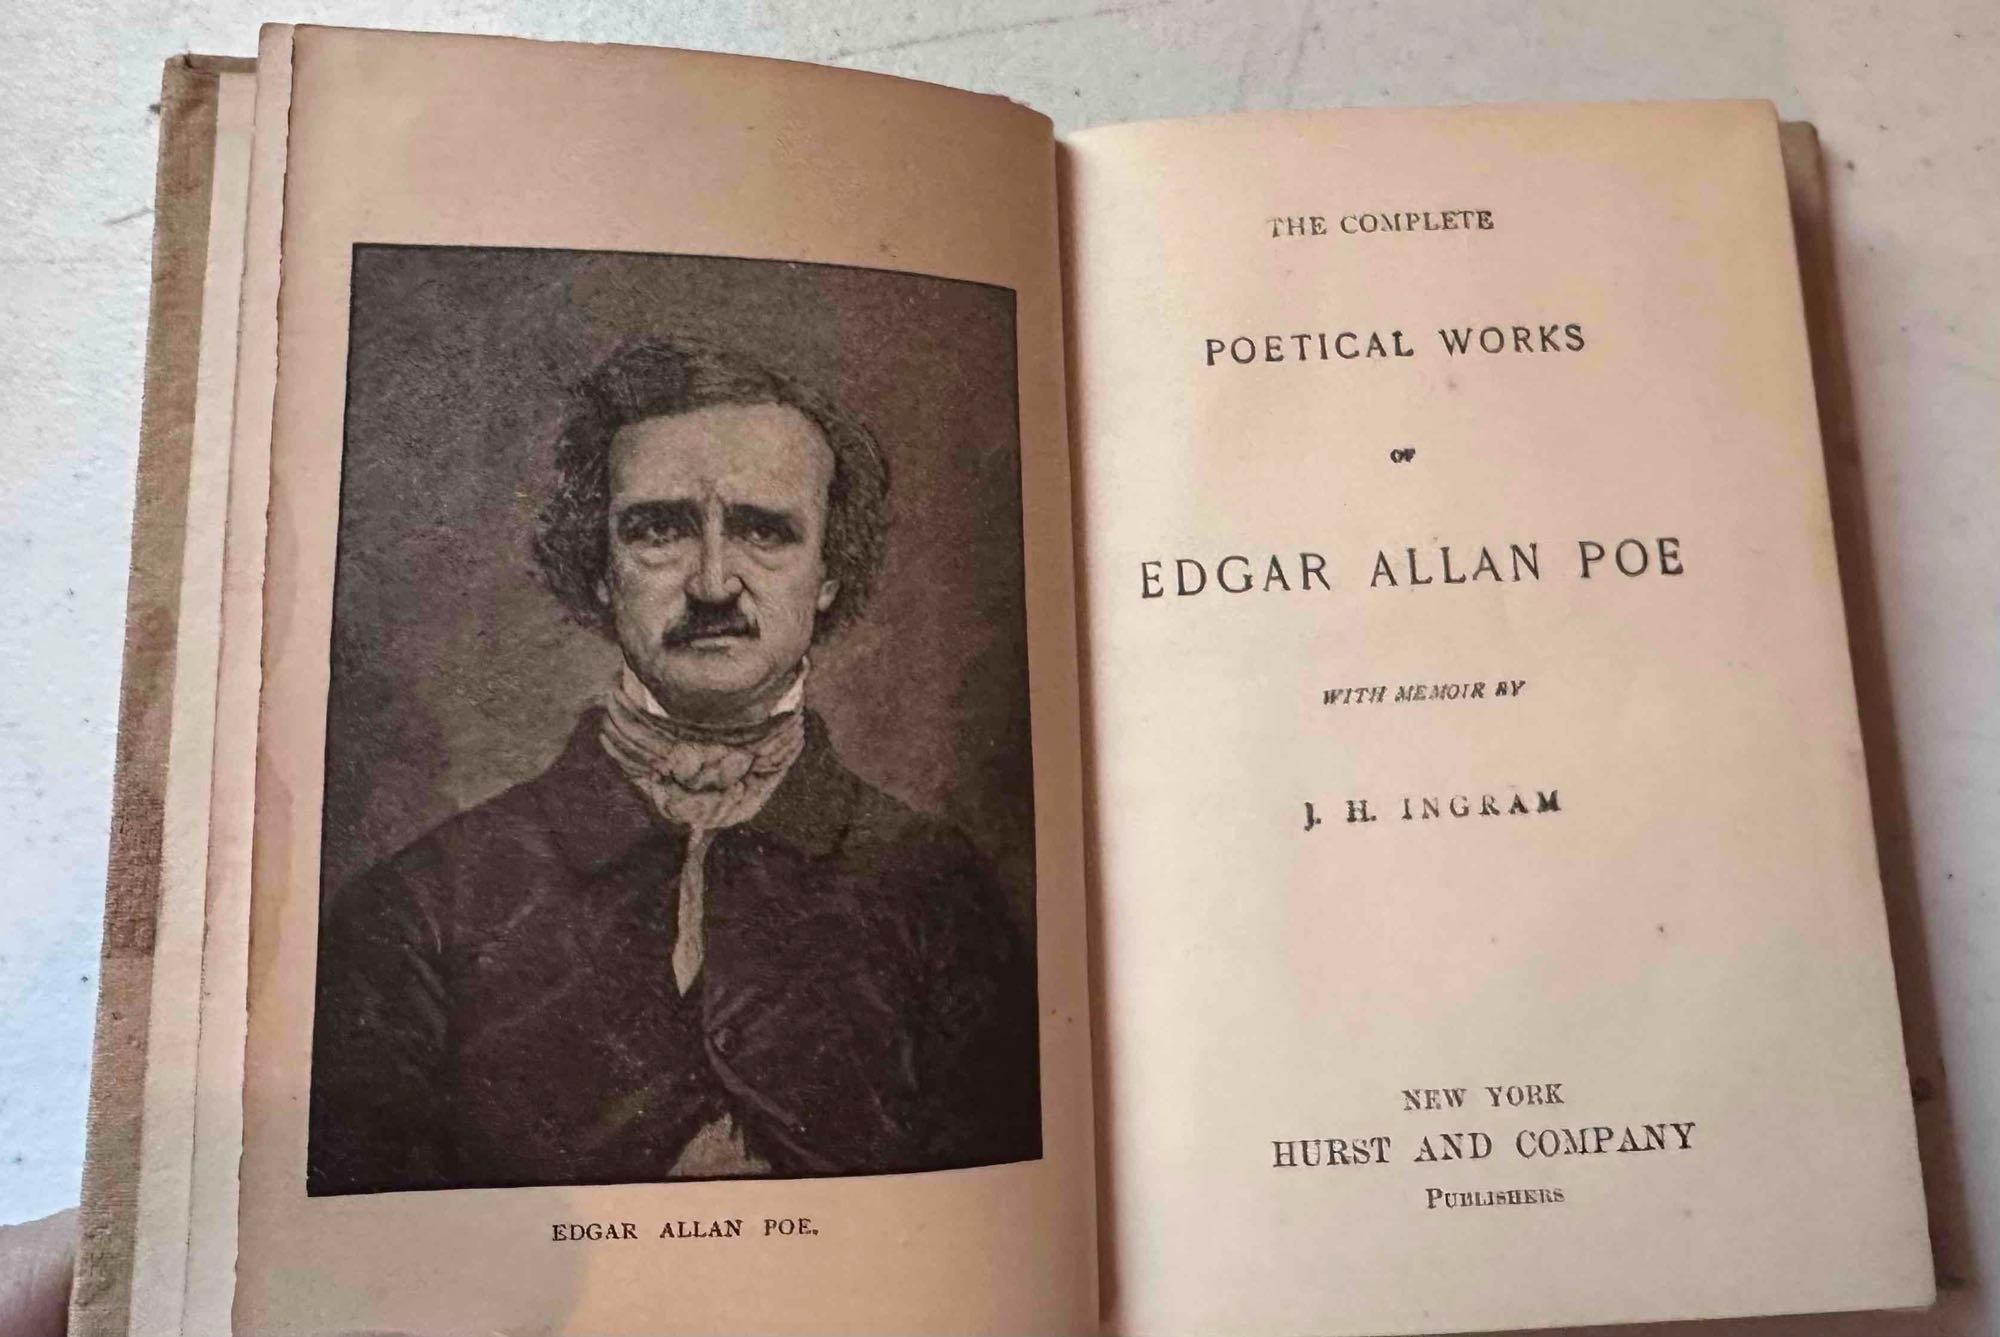 EDGAR ALLAN POE.
THE COMPLETE
POETICAL WORKS
OF
EDGAR ALLAN POE
WITH MEMOIR BY
J. H. INGRAM
NEW YORK
HURST AND COMPANY
PUBLISHERS